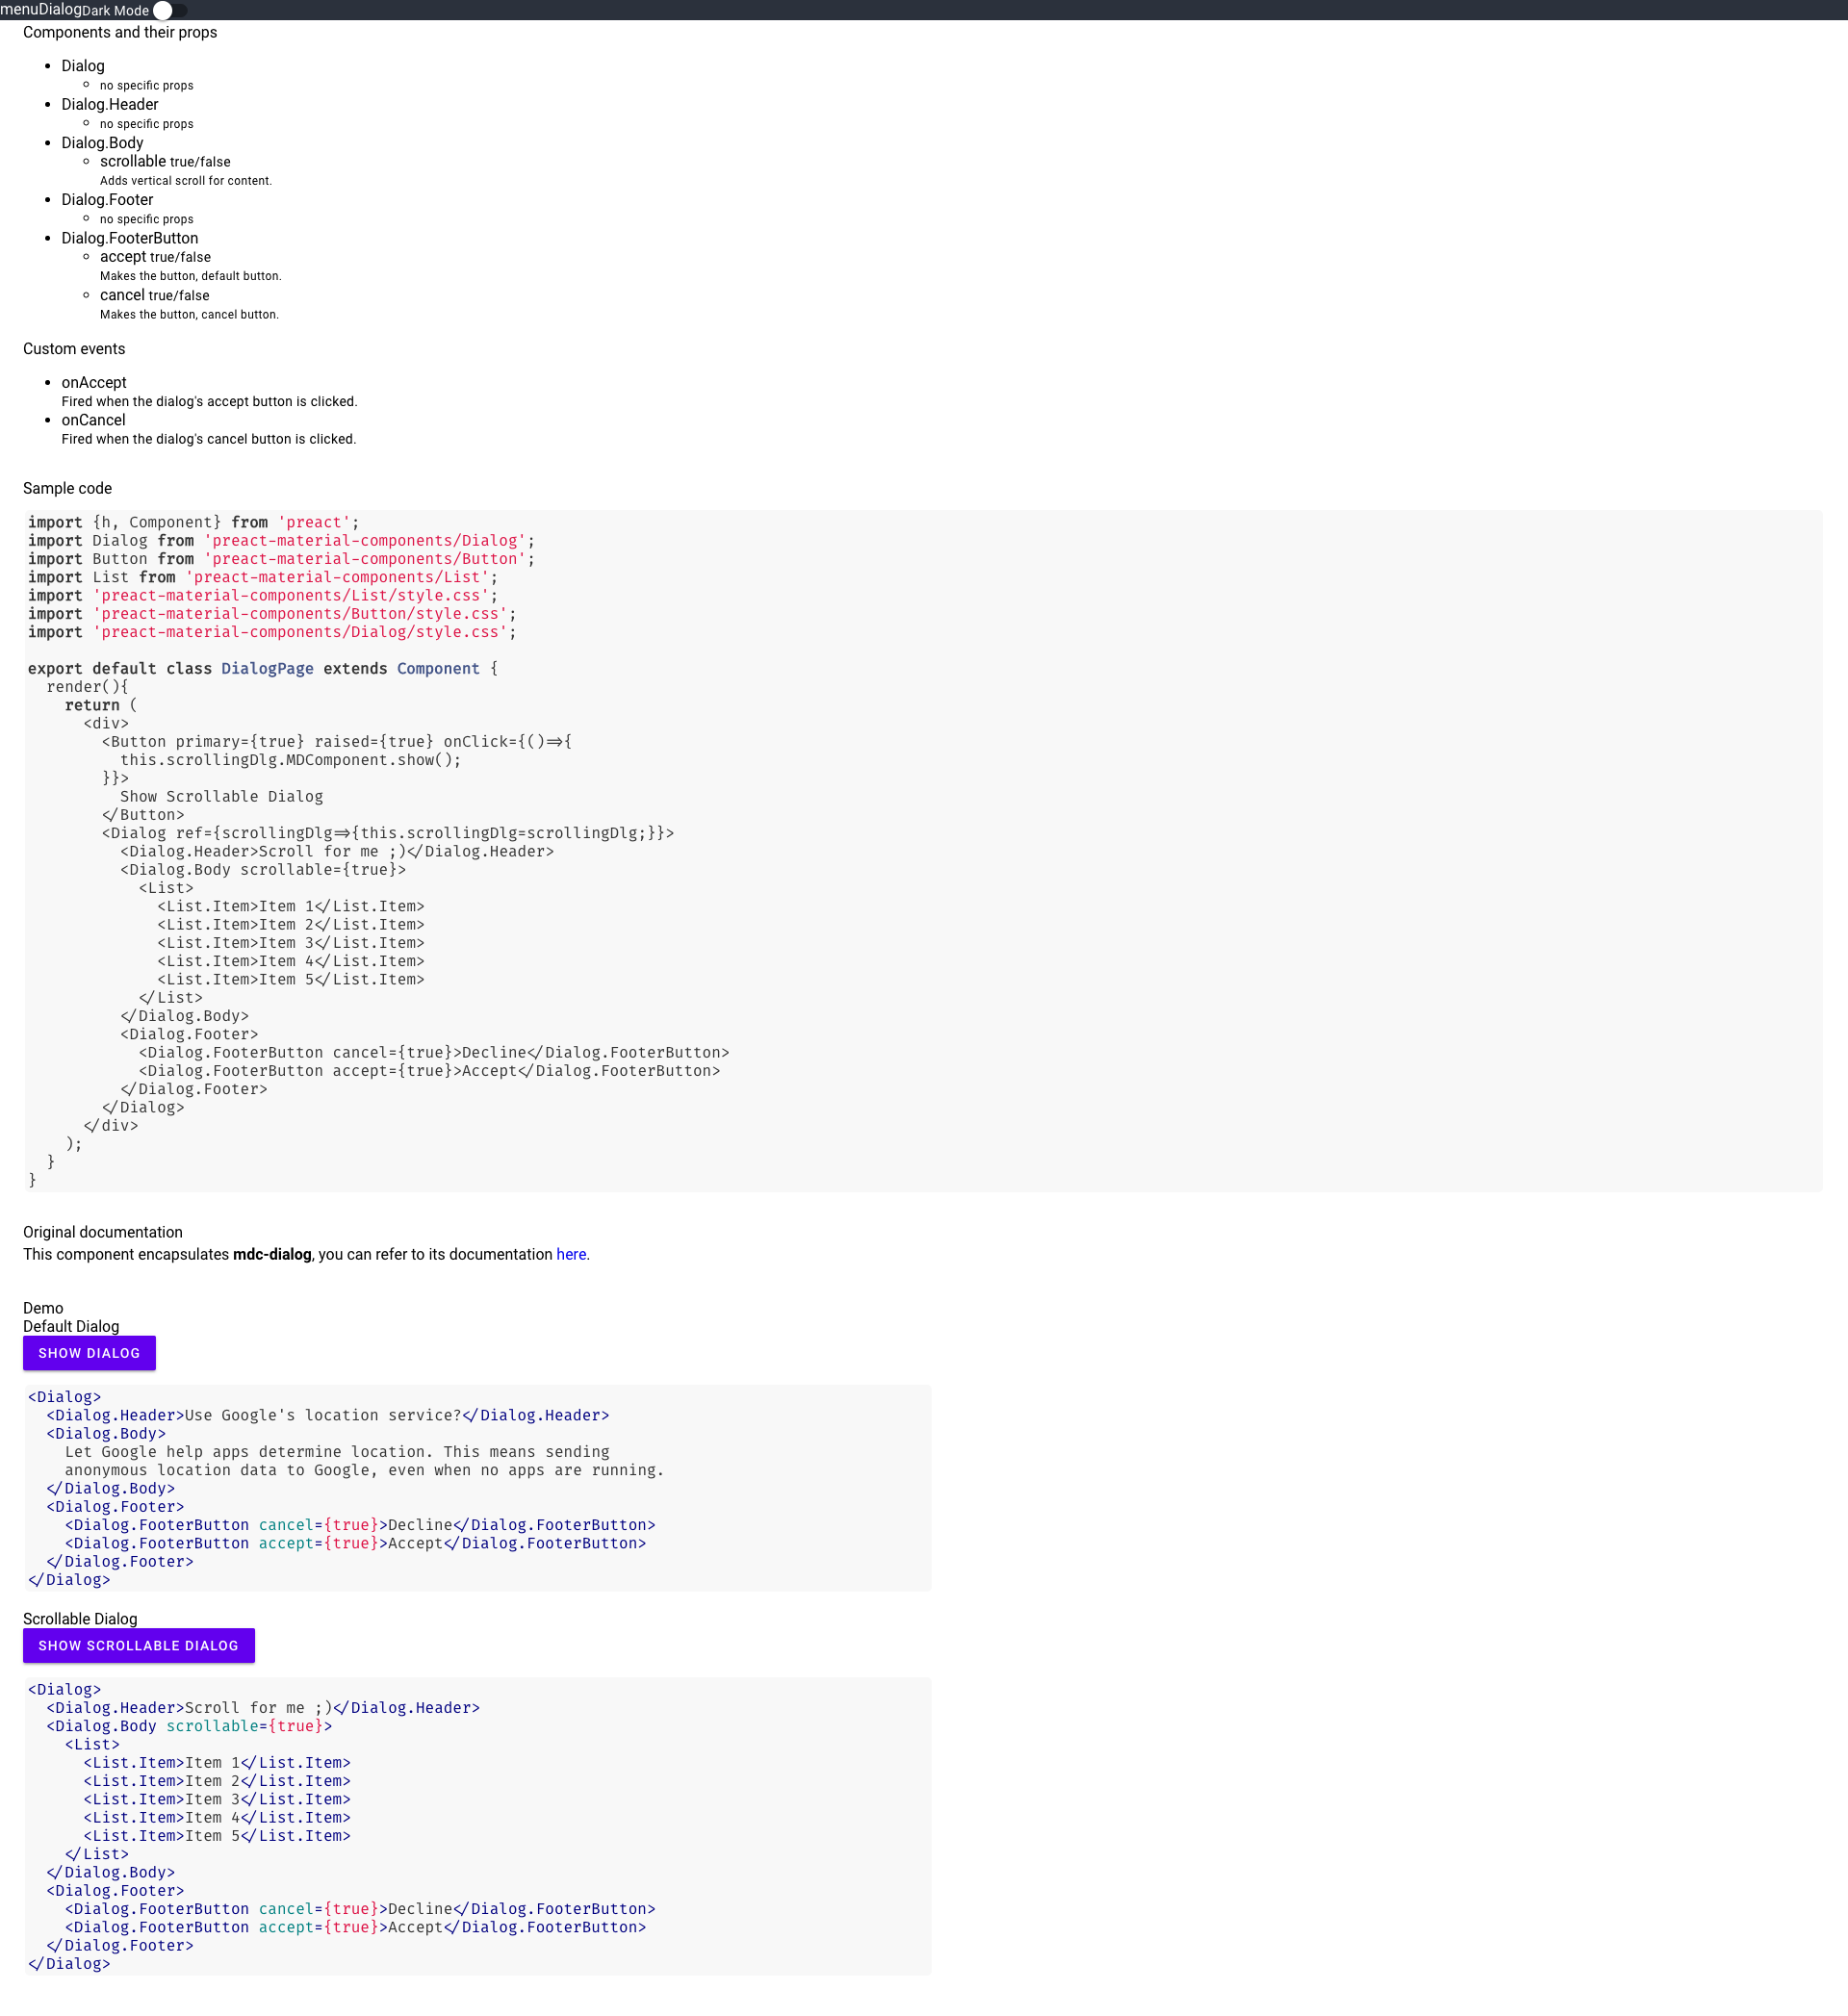 menuDialogDark Mode
Components and their props
Dialog
no specific props
Dialog.Header
no specific props
Dialog.Body
scrollable true/false
Adds vertical scroll for content.
Dialog.Footer
no specific props
Dialog.FooterButton
accept true/false
Makes the button, default button.
cancel true/false
Makes the button, cancel button.
Custom events
onAccept
Fired when the dialog's accept button is clicked.
onCancel
Fired when the dialog's cancel button is clicked.
Sample code
import {h, Component} from 'preact';
import Dialog from 'preact-material-components/Dialog';
import Button from 'preact-material-components/Button';
import List from 'preact-material-components/List';
import 'preact-material-components/List/style.css';
import 'preact-material-components/Button/style.css';
import 'preact-material-components/Dialog/style.css';
export default class DialogPage extends Component {
render(){
return (
<div>
<Button primary={true} raised={true} onClick={()=>{
this.scrollingDlg.MDComponent.show();
}}>
Show Scrollable Dialog
</Button>
<Dialog ref={scrollingDlg=>{this.scrollingDlg=scrollingDlg;}}>
<Dialog.Header>Scroll for me ;)</Dialog.Header>
<Dialog.Body scrollable={true}>
<List>
<List.Item>Item 1</List.Item>
<List.Item>Item 2</List.Item>
<List.Item>Item 3</List.Item>
<List.Item>Item 4</List.Item>
<List.Item>Item 5</List.Item>
</List>
</Dialog.Body>
<Dialog.Footer>
<Dialog.FooterButton cancel={true}>Decline</Dialog.FooterButton>
<Dialog.FooterButton accept={true}>Accept</Dialog.FooterButton>
</Dialog.Footer>
</Dialog>
</div>
);
}
}
Original documentation
This component encapsulates mdc-dialog, you can refer to its documentation here.
Demo
Default Dialog
SHOW DIALOG
<Dialog>
<Dialog.Header>Use Google's location service?</Dialog.Header>
<Dialog.Body>
Let Google help apps determine location. This means sending
anonymous location data to Google, even when no apps are running.
</Dialog.Body>
<Dialog.Footer>
<Dialog.FooterButton cancel={true}>Decline</Dialog.FooterButton>
<Dialog.FooterButton accept={true}>Accept</Dialog.FooterButton>
</Dialog.Footer>
</Dialog>
Scrollable Dialog
SHOW SCROLLABLE DIALOG
<Dialog>
<Dialog.Header>Scroll for me ;)</Dialog.Header>
<Dialog.Body scrollable={true}>
<List>
<List.Item>Item 1</List.Item>
<List.Item>Item 2</List.Item>
<List.Item>Item 3</List.Item>
<List.Item>Item 4</List.Item>
<List.Item>Item 5</List.Item>
</List>
</Dialog.Body>
<Dialog.Footer>
<Dialog.FooterButton cancel={true}>Decline</Dialog.FooterButton>
<Dialog.FooterButton accept={true}>Accept</Dialog.FooterButton>
</Dialog.Footer>
</Dialog>